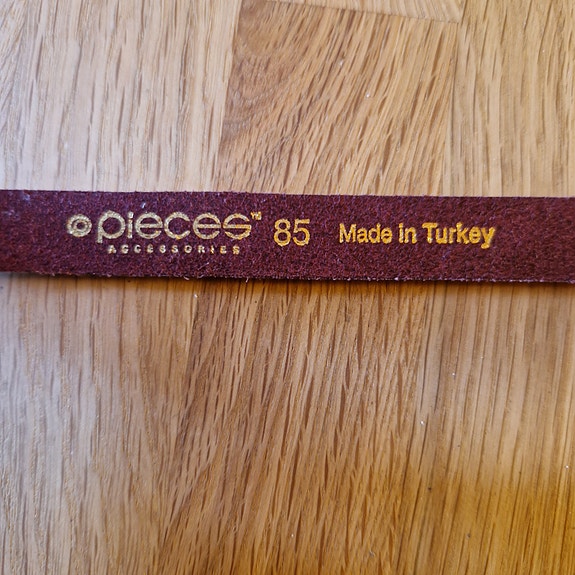 pieces™ 85 Made in Turkey
ACCESSORIES